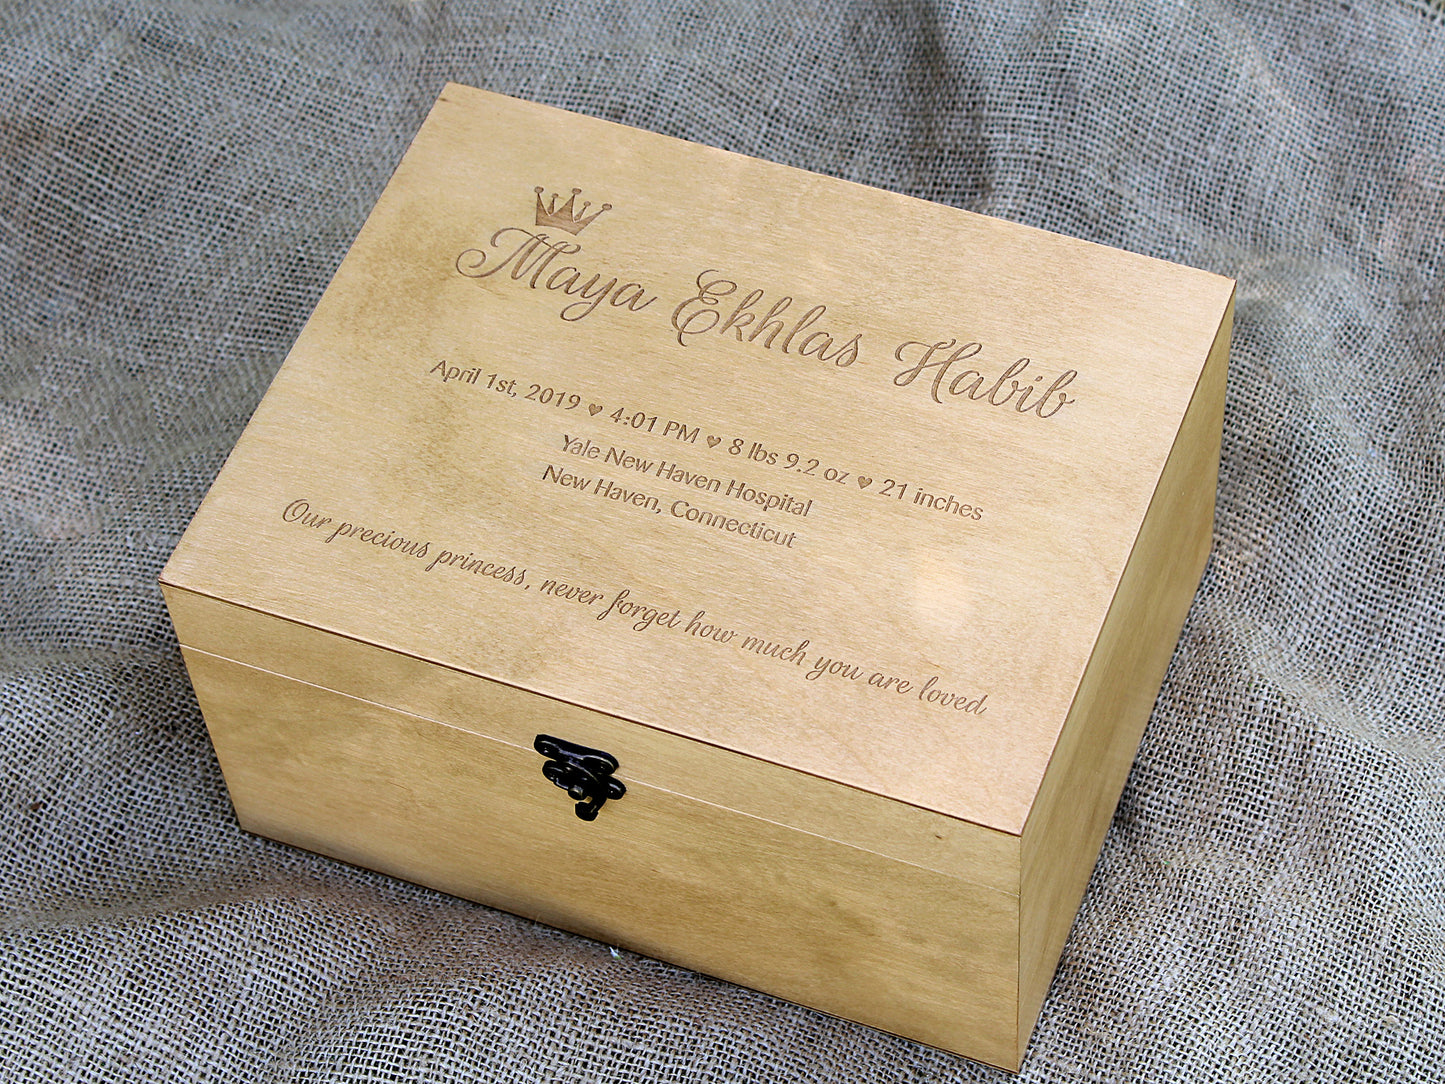 Maya Ekhlas Habib
April 1st, 2019 ♥ 4:01 PM ♥ 8 lbs 9.2 oz ♥ 21 inches
Yale New Haven Hospital
New Haven, Connecticut
Our precious princess, never forget how much you are loved